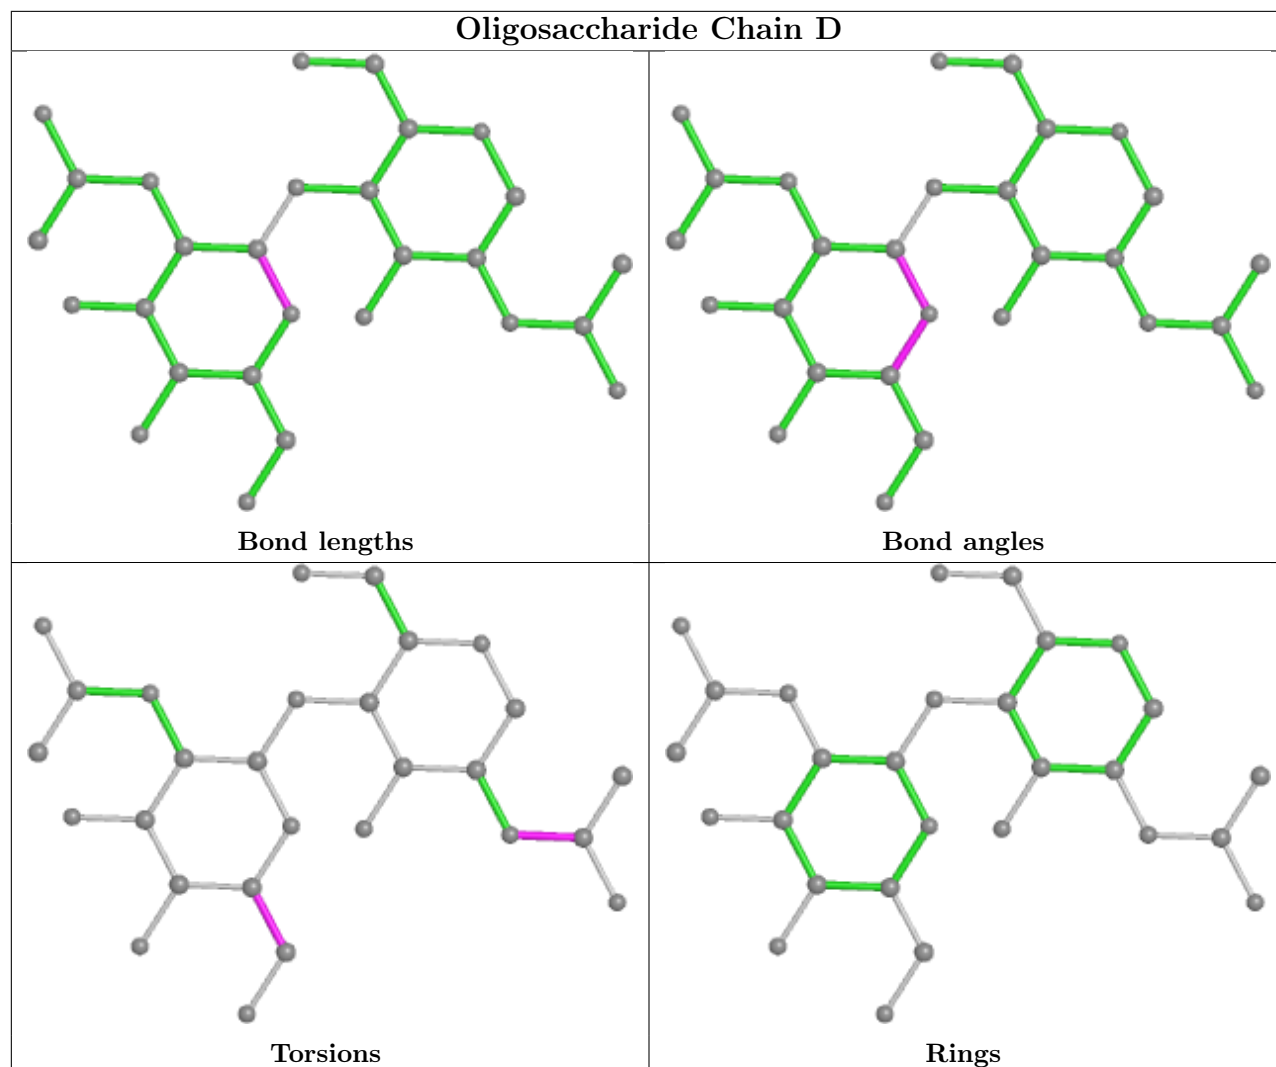 Oligosaccharide Chain D
Bond lengths
Bond angles
Torsions
Rings